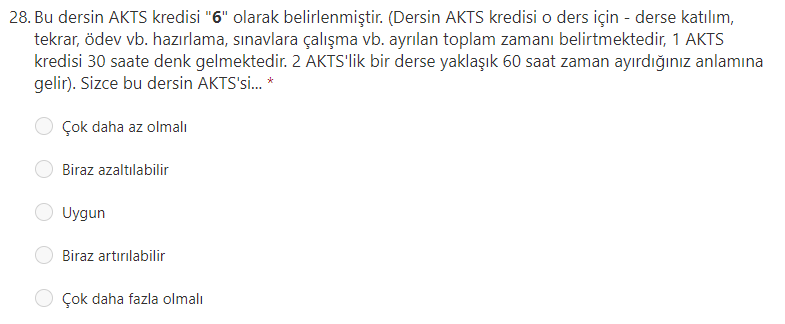 28. Bu dersin AKTS kredisi "6" olarak belirlenmiştir. (Dersin AKTS kredisi o ders için - derse katılım,
tekrar, ödev vb. hazırlama, sınavlara çalışma vb. ayrılan toplam zamanı belirtmektedir, 1 AKTS
kredisi 30 saate denk gelmektedir. 2 AKTS'lik bir derse yaklaşık 60 saat zaman ayırdığınız anlamına
gelir). Sizce bu dersin AKTS'si... *
Çok daha az olmalı
Biraz azaltılabilir
Uygun
Biraz artırılabilir
Çok daha fazla olmalı